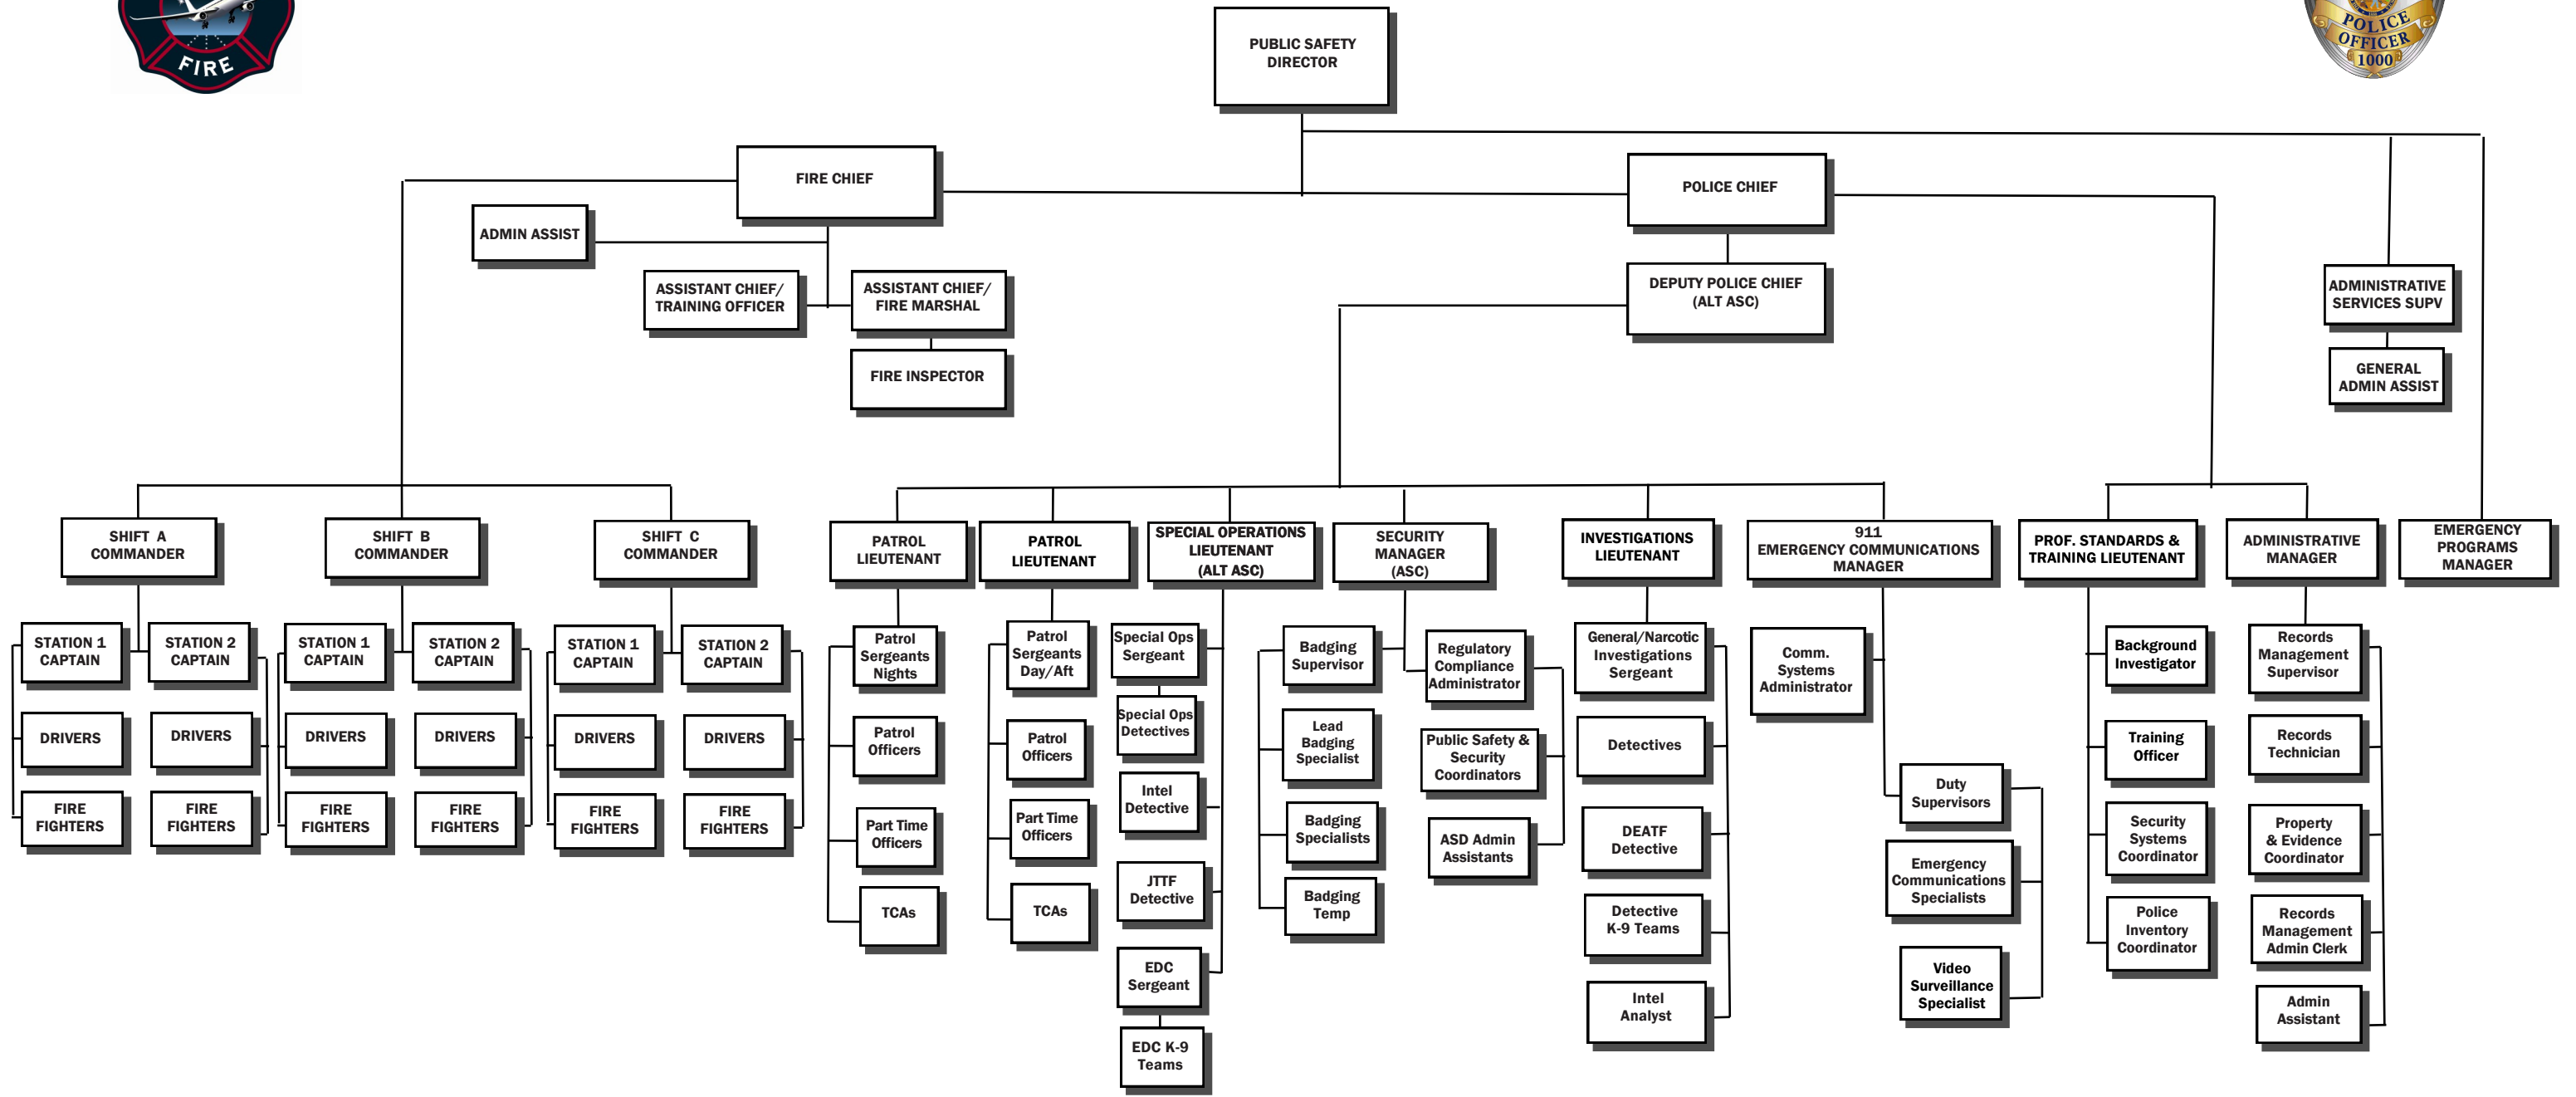 FIRE
POLICE
OFFICER
1000
PUBLIC SAFETY
DIRECTOR
FIRE CHIEF
POLICE CHIEF
ADMIN ASSIST
ASSISTANT CHIEF/
TRAINING OFFICER
ASSISTANT CHIEF/
FIRE MARSHAL
FIRE INSPECTOR
DEPUTY POLICE CHIEF
(ALT ASC)
ADMINISTRATIVE
SERVICES SUPV
GENERAL
ADMIN ASSIST
SHIFT A
COMMANDER
SHIFT B
COMMANDER
SHIFT C
COMMANDER
PATROL
LIEUTENANT
PATROL
LIEUTENANT
SPECIAL OPERATIONS
LIEUTENANT
(ALT ASC)
SECURITY
MANAGER
(ASC)
INVESTIGATIONS
LIEUTENANT
911
EMERGENCY COMMUNICATIONS
MANAGER
PROF. STANDARDS &
TRAINING LIEUTENANT
ADMINISTRATIVE
MANAGER
EMERGENCY
PROGRAMS
MANAGER
STATION 1
CAPTAIN
DRIVERS
FIRE
FIGHTERS
STATION 2
CAPTAIN
DRIVERS
FIRE
FIGHTERS
STATION 1
CAPTAIN
DRIVERS
FIRE
FIGHTERS
STATION 2
CAPTAIN
DRIVERS
FIRE
FIGHTERS
STATION 1
CAPTAIN
DRIVERS
FIRE
FIGHTERS
STATION 2
CAPTAIN
DRIVERS
FIRE
FIGHTERS
Patrol
Sergeants
Nights
Patrol
Officers
Part Time
Officers
TCAs
Patrol
Sergeants
Day/Aft
Patrol
Officers
Part Time
Officers
TCAs
Special Ops
Sergeant
Special Ops
Detectives
Intel
Detective
JTTF
Detective
EDC
Sergeant
EDC K-9
Teams
Badging
Supervisor
Lead
Badging
Specialist
Badging
Specialists
Badging
Temp
Regulatory
Compliance
Administrator
Public Safety &
Security
Coordinators
ASD Admin
Assistants
General/Narcotic
Investigations
Sergeant
Detectives
DEATF
Detective
Detective
K-9 Teams
Intel
Analyst
Comm.
Systems
Administrator
Duty
Supervisors
Emergency
Communications
Specialists
Video
Surveillance
Specialist
Background
Investigator
Training
Officer
Security
Systems
Coordinator
Police
Inventory
Coordinator
Records
Management
Supervisor
Records
Technician
Property
& Evidence
Coordinator
Records
Management
Admin Clerk
Admin
Assistant